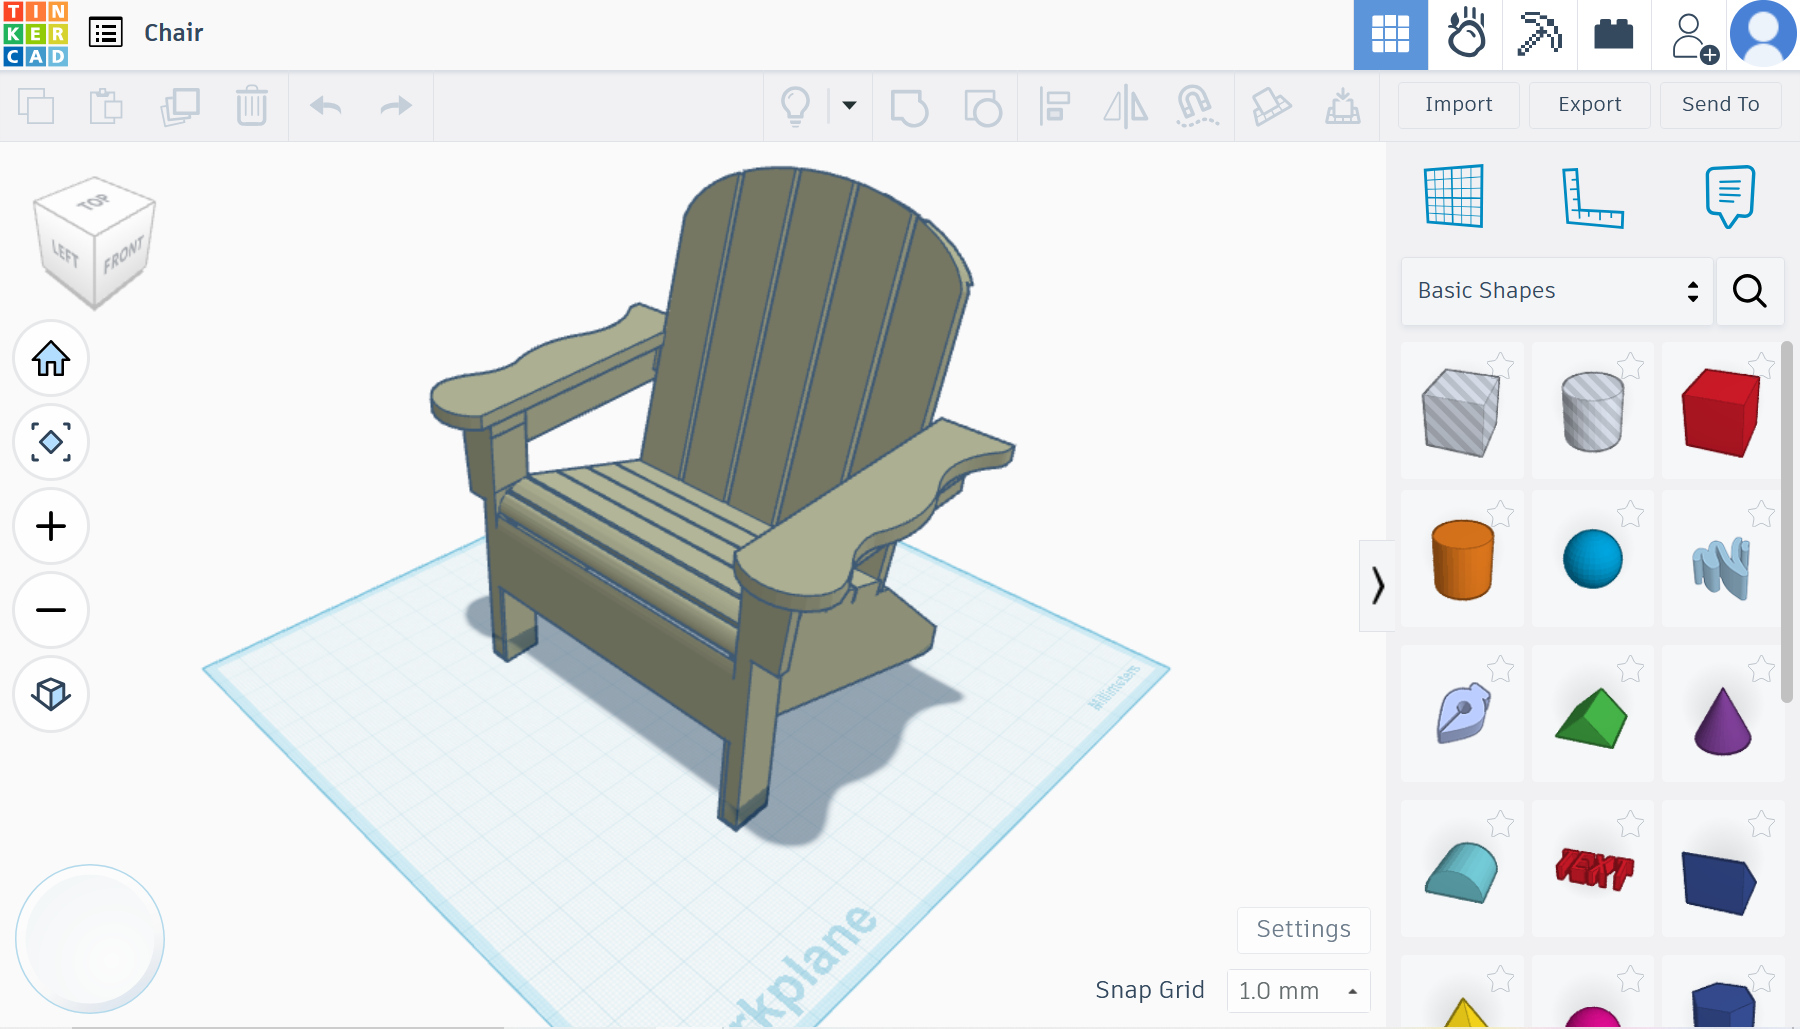 TIN
KER
CAD
Chair
Import
Export
Send To
TOP
LEFT
FRONT
Basic Shapes
Millimeters
TEXT
rkplane
Settings
Snap Grid
1.0 mm